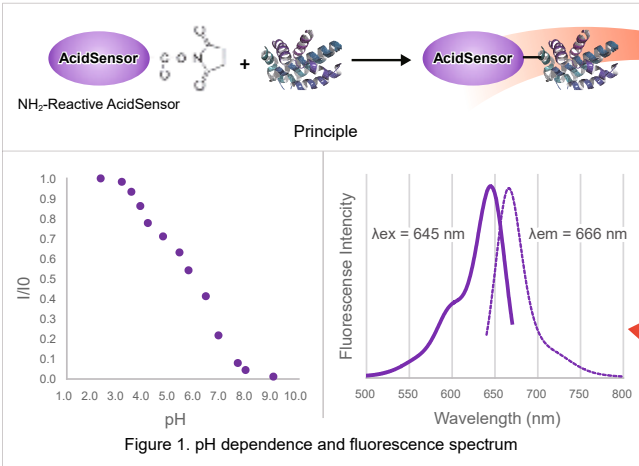 AcidSensor
O
C O N
O
O
O
+
AcidSensor
NH₂-Reactive AcidSensor
Principle
1.0
0.9
0.8
0.7
0.6
0.5
0.4
0.3
0.2
0.1
0.0
I/I0
1.0 2.0 3.0 4.0 5.0 6.0 7.0 8.0 9.0 10.0
pH
Fluorescense Intencity
λex = 645 nm
λem = 666 nm
500 550 600 650 700 750 800
Wavelength (nm)
Figure 1. pH dependence and fluorescence spectrum